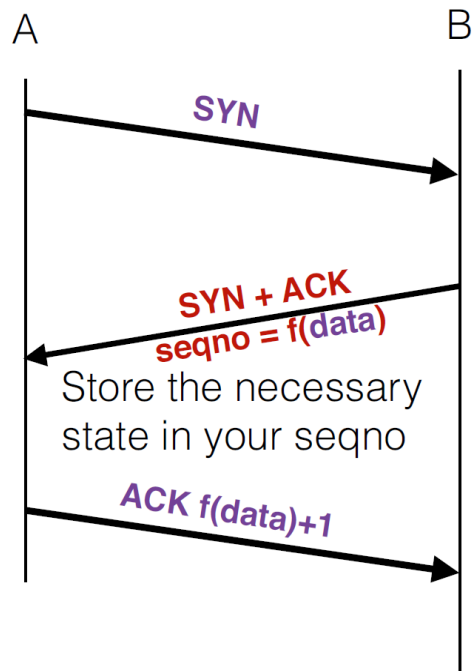 A
B
SYN
SYN + ACK
seqno = f(data)
Store the necessary
state in your seqno
ACK f(data)+1